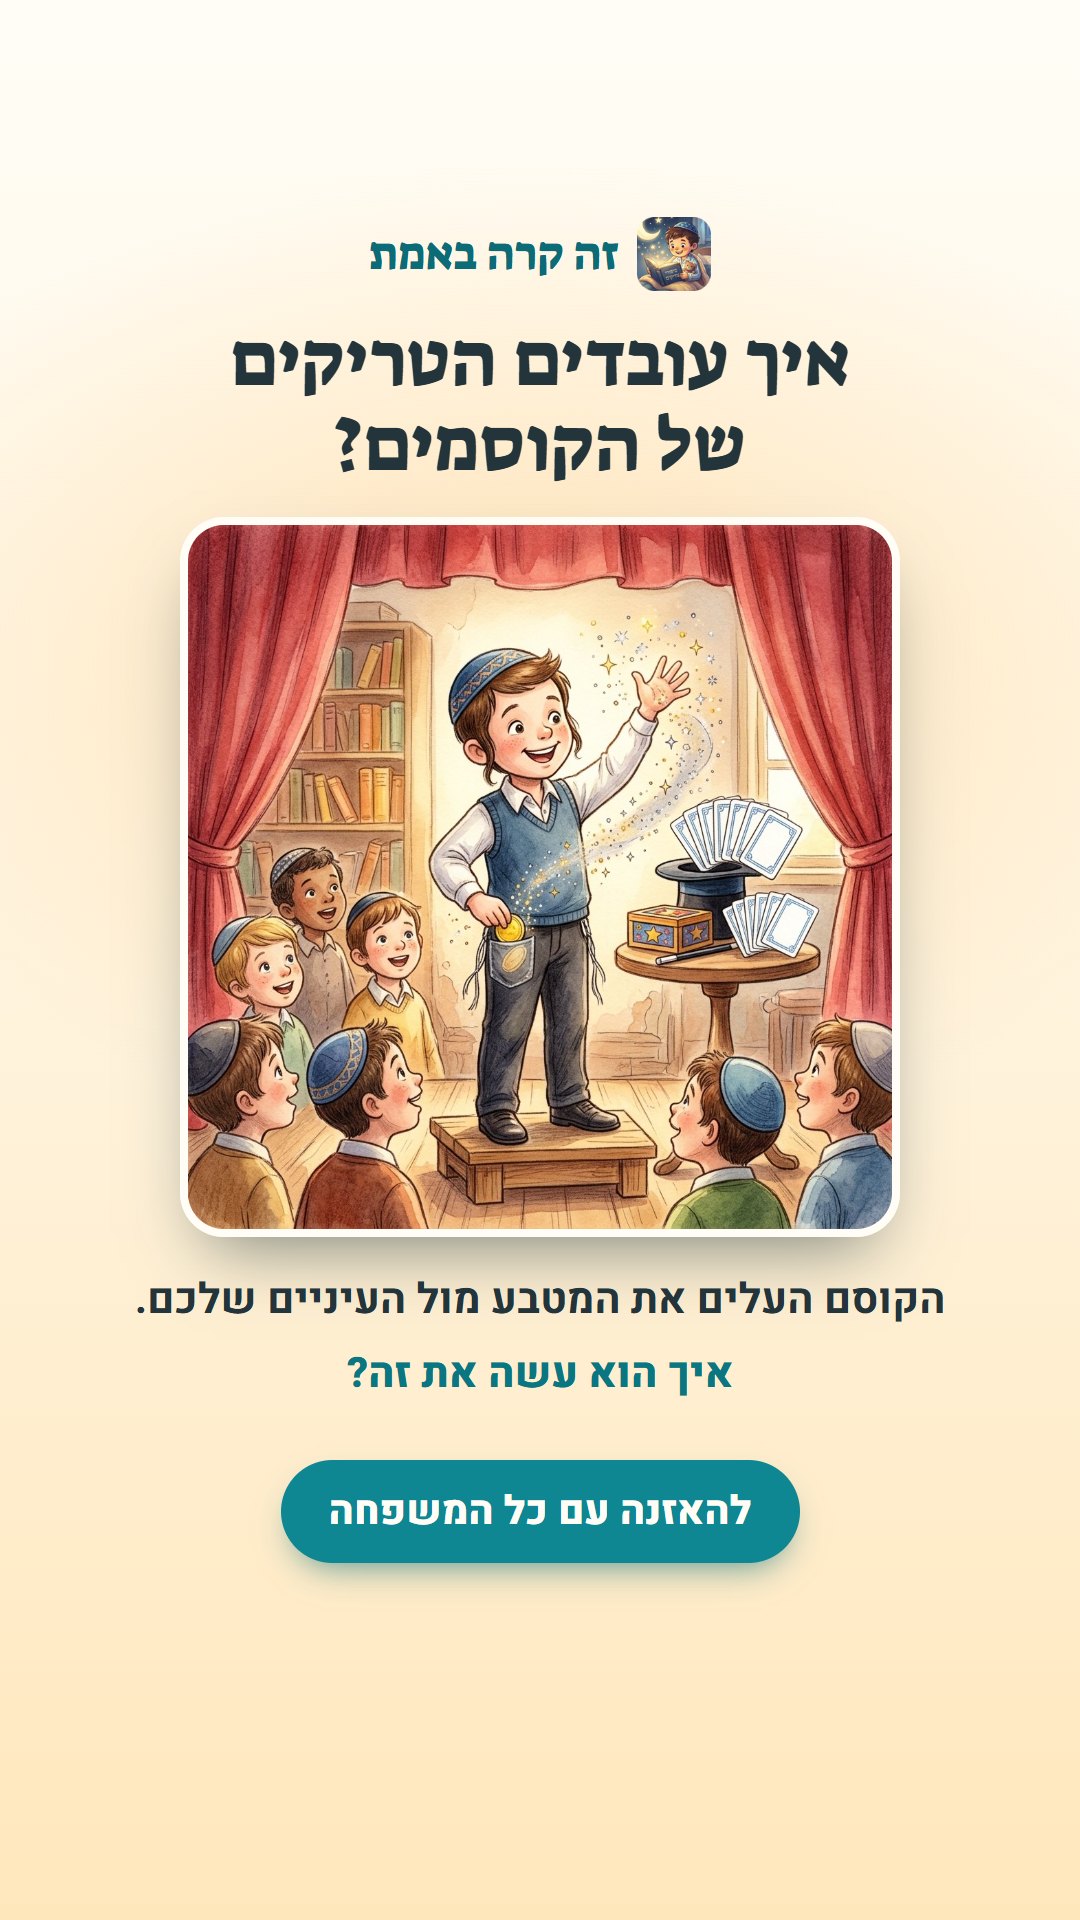 זה קרה באמת
איך עובדים הטריקים
של הקוסמים?
הקוסם העלים את המטבע מול העיניים שלכם.
איך הוא עשה את זה?
להאזנה עם כל המשפחה